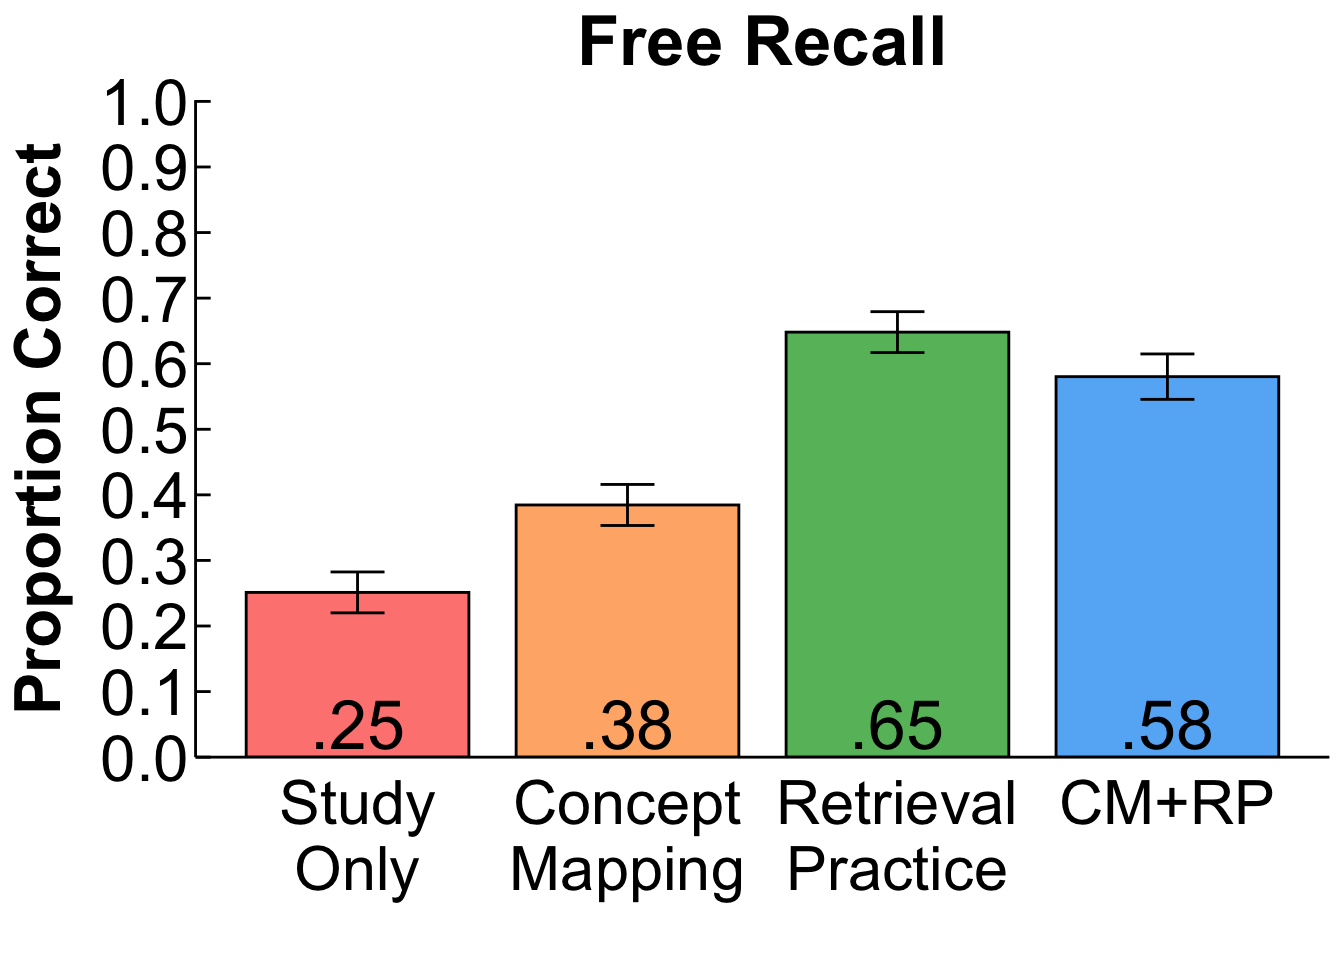 Free Recall
Proportion Correct
1.0
0.9
0.8
0.7
0.6
0.5
0.4
0.3
0.2
0.1
0.0
.25
.38
.65
.58
Study
Only
Concept
Mapping
Retrieval
Practice
CM+RP